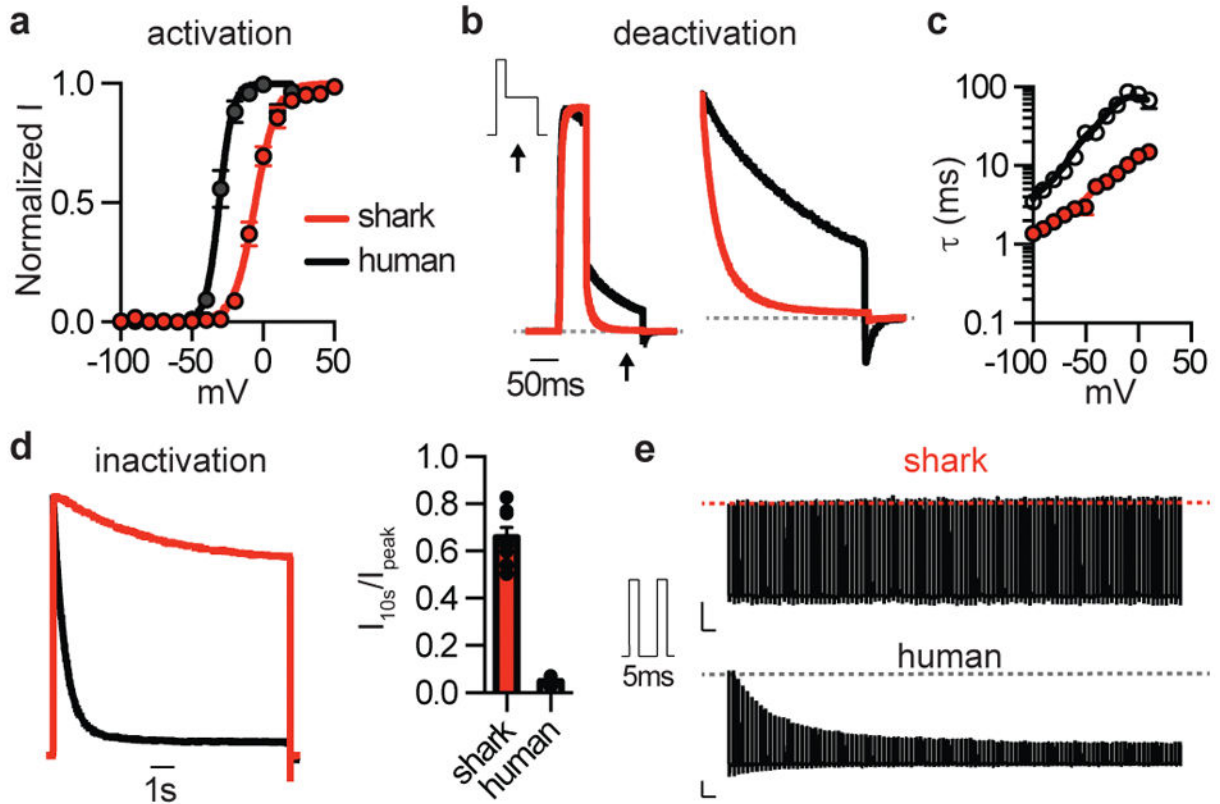 a
activation
Normalized I
1.0
0.5
0.0
-100
-50
0
50
mV
shark
human
b
deactivation
50ms
c
τ (ms)
100
10
1
0.1
-100
-50
0
50
mV
d
inactivation
1s
I10s/Ipeak
1.0
0.8
0.6
0.4
0.2
0.0
shark
human
e
shark
5ms
human